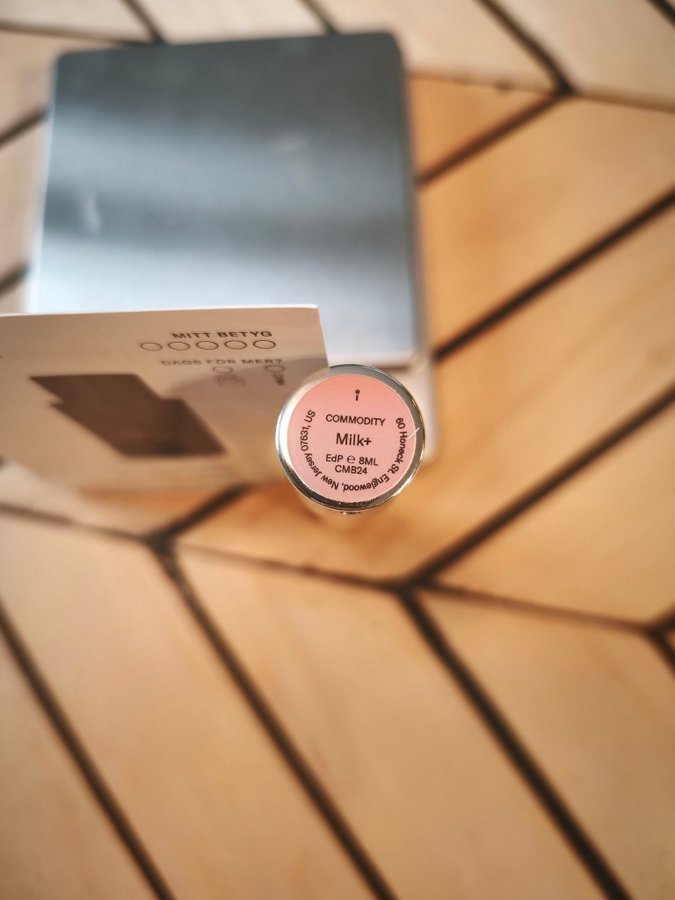 MITT BETYG
DAGS FÖR MER?
COMMODITY
Milk+
EdP ℮ 8ML
CMB24
60 Honeck St, Englewood, New Jersey 07631, US